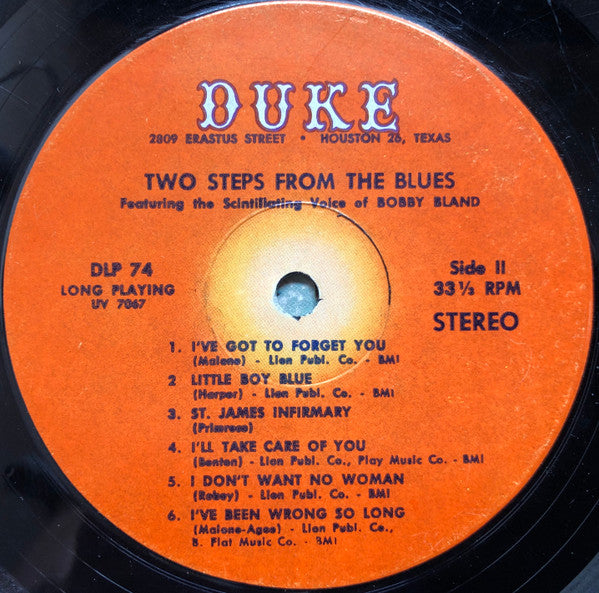 DUKE
2809 ERASTUS STREET • HOUSTON 26, TEXAS
TWO STEPS FROM THE BLUES
Featuring the Scintillating Voice of BOBBY BLAND
DLP 74
LONG PLAYING
UV 7067
Side II
33 1/3 RPM
STEREO
1. I'VE GOT TO FORGET YOU
(Malone) - Lion Publ. Co. - BMI
2 LITTLE BOY BLUE
(Harper) - Lion Publ. Co. - BMI
3. ST. JAMES INFIRMARY
(Primrose)
4. I'LL TAKE CARE OF YOU
(Benton) - Lion Publ. Co., Play Music Co. - BMI
5. I DON'T WANT NO WOMAN
(Robey) - Lion Publ. Co. - BMI
6. I'VE BEEN WRONG SO LONG
(Malone-Agee) - Lion Publ. Co.,
B. Flat Music Co. - BMI